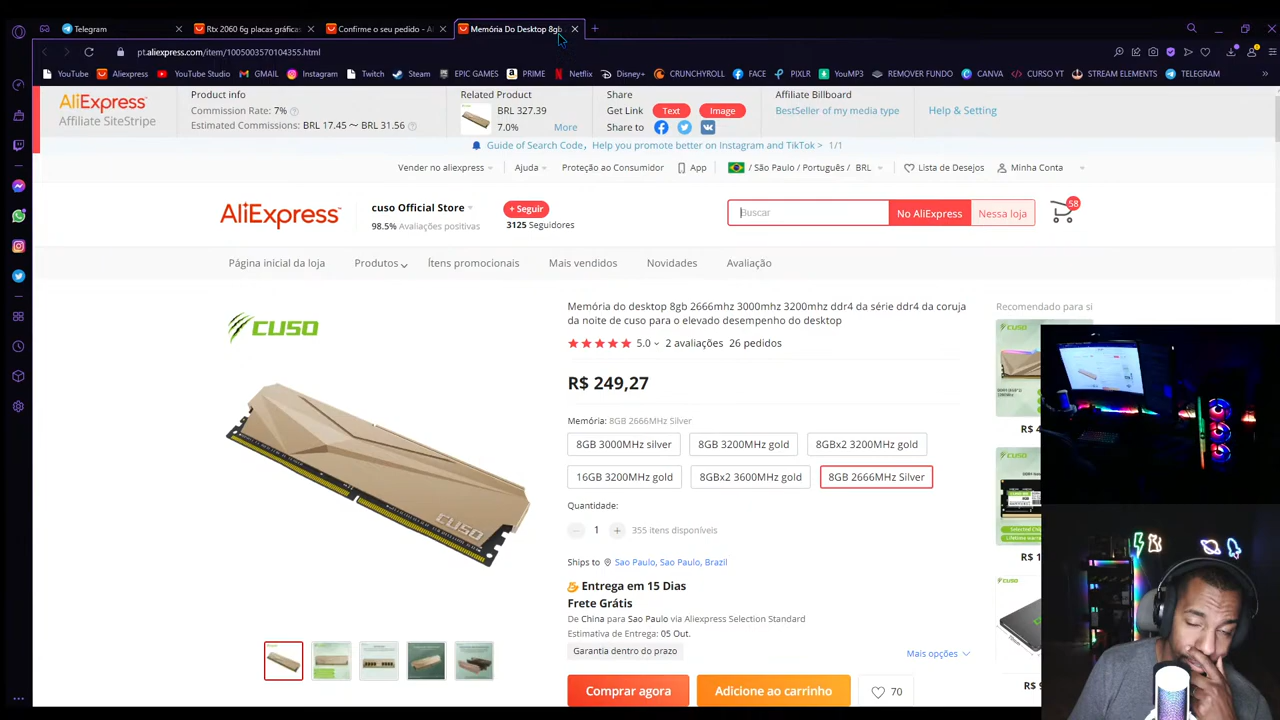 Telegram
Rtx 2060 6g placas gráficas
Confirme o seu pedido - Al
Memória Do Desktop 8gb
pt.aliexpress.com/item/1005003570104355.html
YouTube
Aliexpress
YouTube Studio
GMAIL
Instagram
Twitch
Steam
EPIC GAMES
PRIME
Netflix
Disney+
CRUNCHYROLL
FACE
PIXLR
YouMP3
REMOVER FUNDO
CANVA
CURSO YT
STREAM ELEMENTS
TELEGRAM
AliExpress
Affiliate SiteStripe
Product info
Commission Rate: 7%
Estimated Commissions: BRL 17.45 ~ BRL 31.56
Related Product
BRL 327.39
7.0%
More
Share
Get Link
Text
Image
Share to
Affiliate Billboard
BestSeller of my media type
Help & Setting
Guide of Search Code, Help you promote better on Instagram and TikTok > 1/1
Vender no aliexpress
Ajuda
Proteção ao Consumidor
App
/ São Paulo / Português / BRL
Lista de Desejos
Minha Conta
AliExpress
cuso Official Store
98.5% Avaliações positivas
+ Seguir
3125 Seguidores
Buscar
No AliExpress
Nessa loja
58
Página inicial da loja
Produtos
Ítens promocionais
Mais vendidos
Novidades
Avaliação
CUSO
CUSO
Memória do desktop 8gb 2666mhz 3000mhz 3200mhz ddr4 da série ddr4 da coruja
da noite de cuso para o elevado desempenho do desktop
5.0
2 avaliações
26 pedidos
R$ 249,27
Memória: 8GB 2666MHz Silver
8GB 3000MHz silver
8GB 3200MHz gold
8GBx2 3200MHz gold
16GB 3200MHz gold
8GBx2 3600MHz gold
8GB 2666MHz Silver
Quantidade:
1
355 itens disponíveis
Ships to
Sao Paulo, Sao Paulo, Brazil
Entrega em 15 Dias
Frete Grátis
De China para Sao Paulo via Aliexpress Selection Standard
Estimativa de Entrega: 05 Out.
Garantia dentro do prazo
Mais opções
Comprar agora
Adicione ao carrinho
70
Recomendado para si
CUSO
R$ 4
CUSO
R$ 1
CUSO
R$ 9